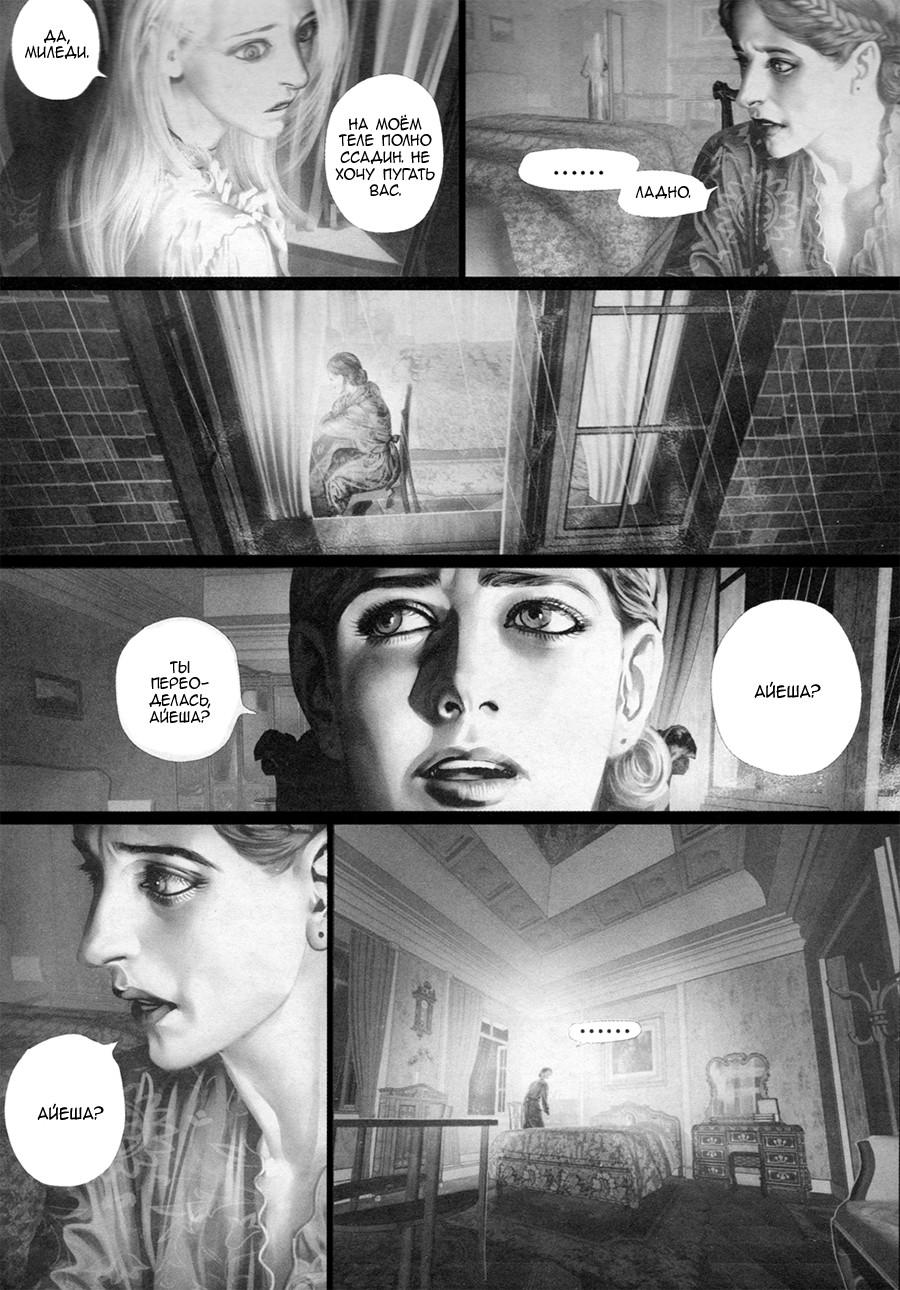 ДА,
МИЛЕДИ.
НА МОЁМ
ТЕЛЕ ПОЛНО
ССАДИН. НЕ
ХОЧУ ПУГАТЬ
ВАС.
......
ЛАДНО.
ТЫ
ПЕРЕО-
ДЕЛАСЬ,
АЙЕША?
АЙЕША?
АЙЕША?
......